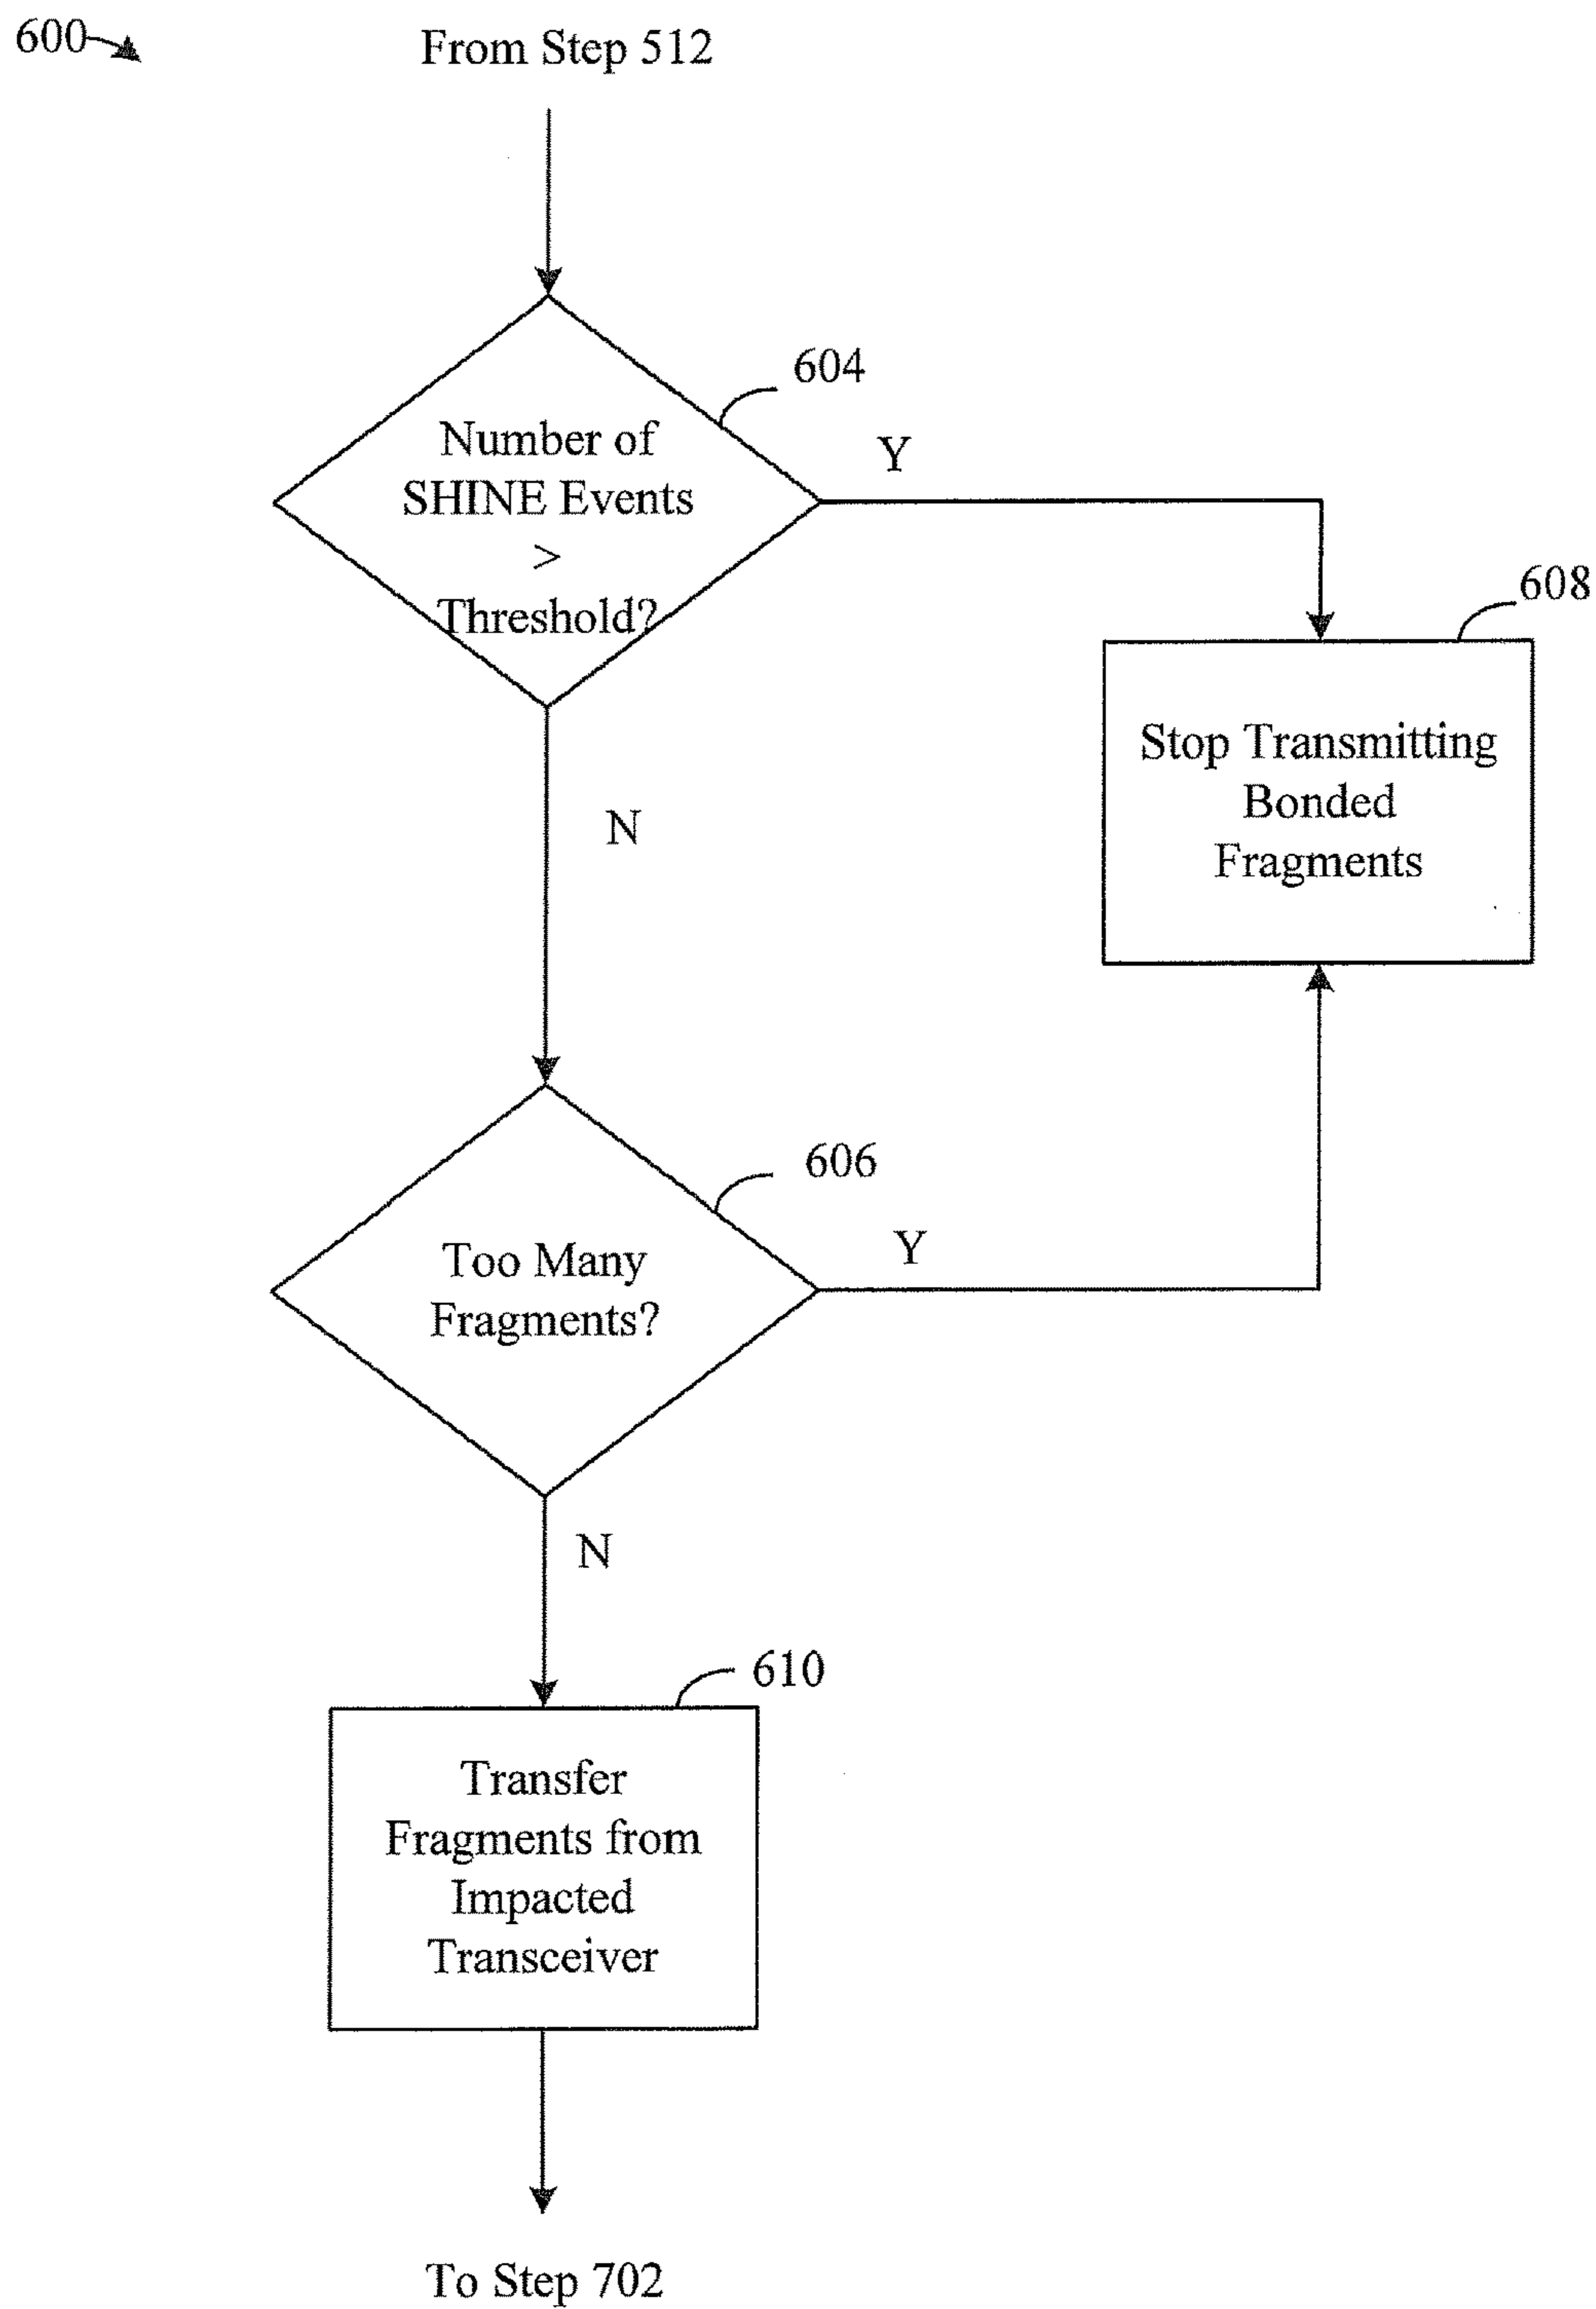 600
From Step 512
604
Number of
SHINE Events
>
Threshold?
Y
608
Stop Transmitting
Bonded
Fragments
N
606
Too Many
Fragments?
Y
N
610
Transfer
Fragments from
Impacted
Transceiver
To Step 702